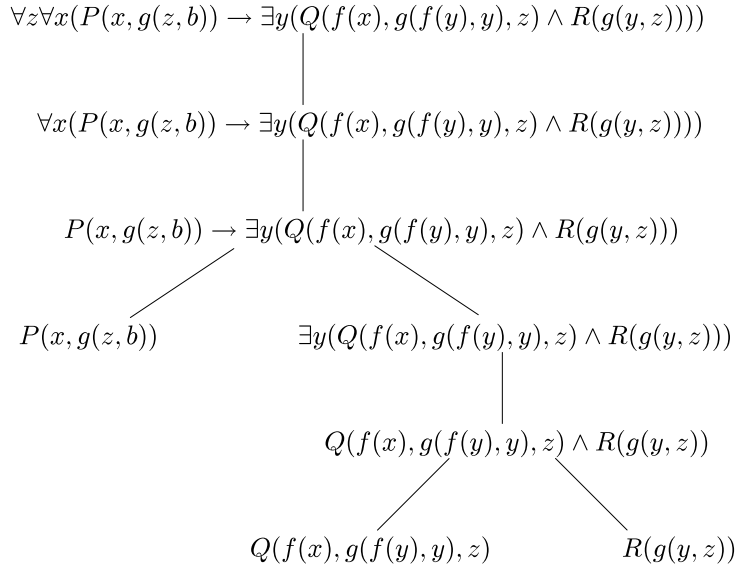 ∀z∀x(P(x, g(z, b)) → ∃y(Q(f(x), g(f(y), y), z) ∧ R(g(y, z))))
∀x(P(x, g(z, b)) → ∃y(Q(f(x), g(f(y), y), z) ∧ R(g(y, z))))
P(x, g(z, b)) → ∃y(Q(f(x), g(f(y), y), z) ∧ R(g(y, z)))
P(x, g(z, b)) ∃y(Q(f(x), g(f(y), y), z) ∧ R(g(y, z)))
Q(f(x), g(f(y), y), z) ∧ R(g(y, z))
Q(f(x), g(f(y), y), z) R(g(y, z))